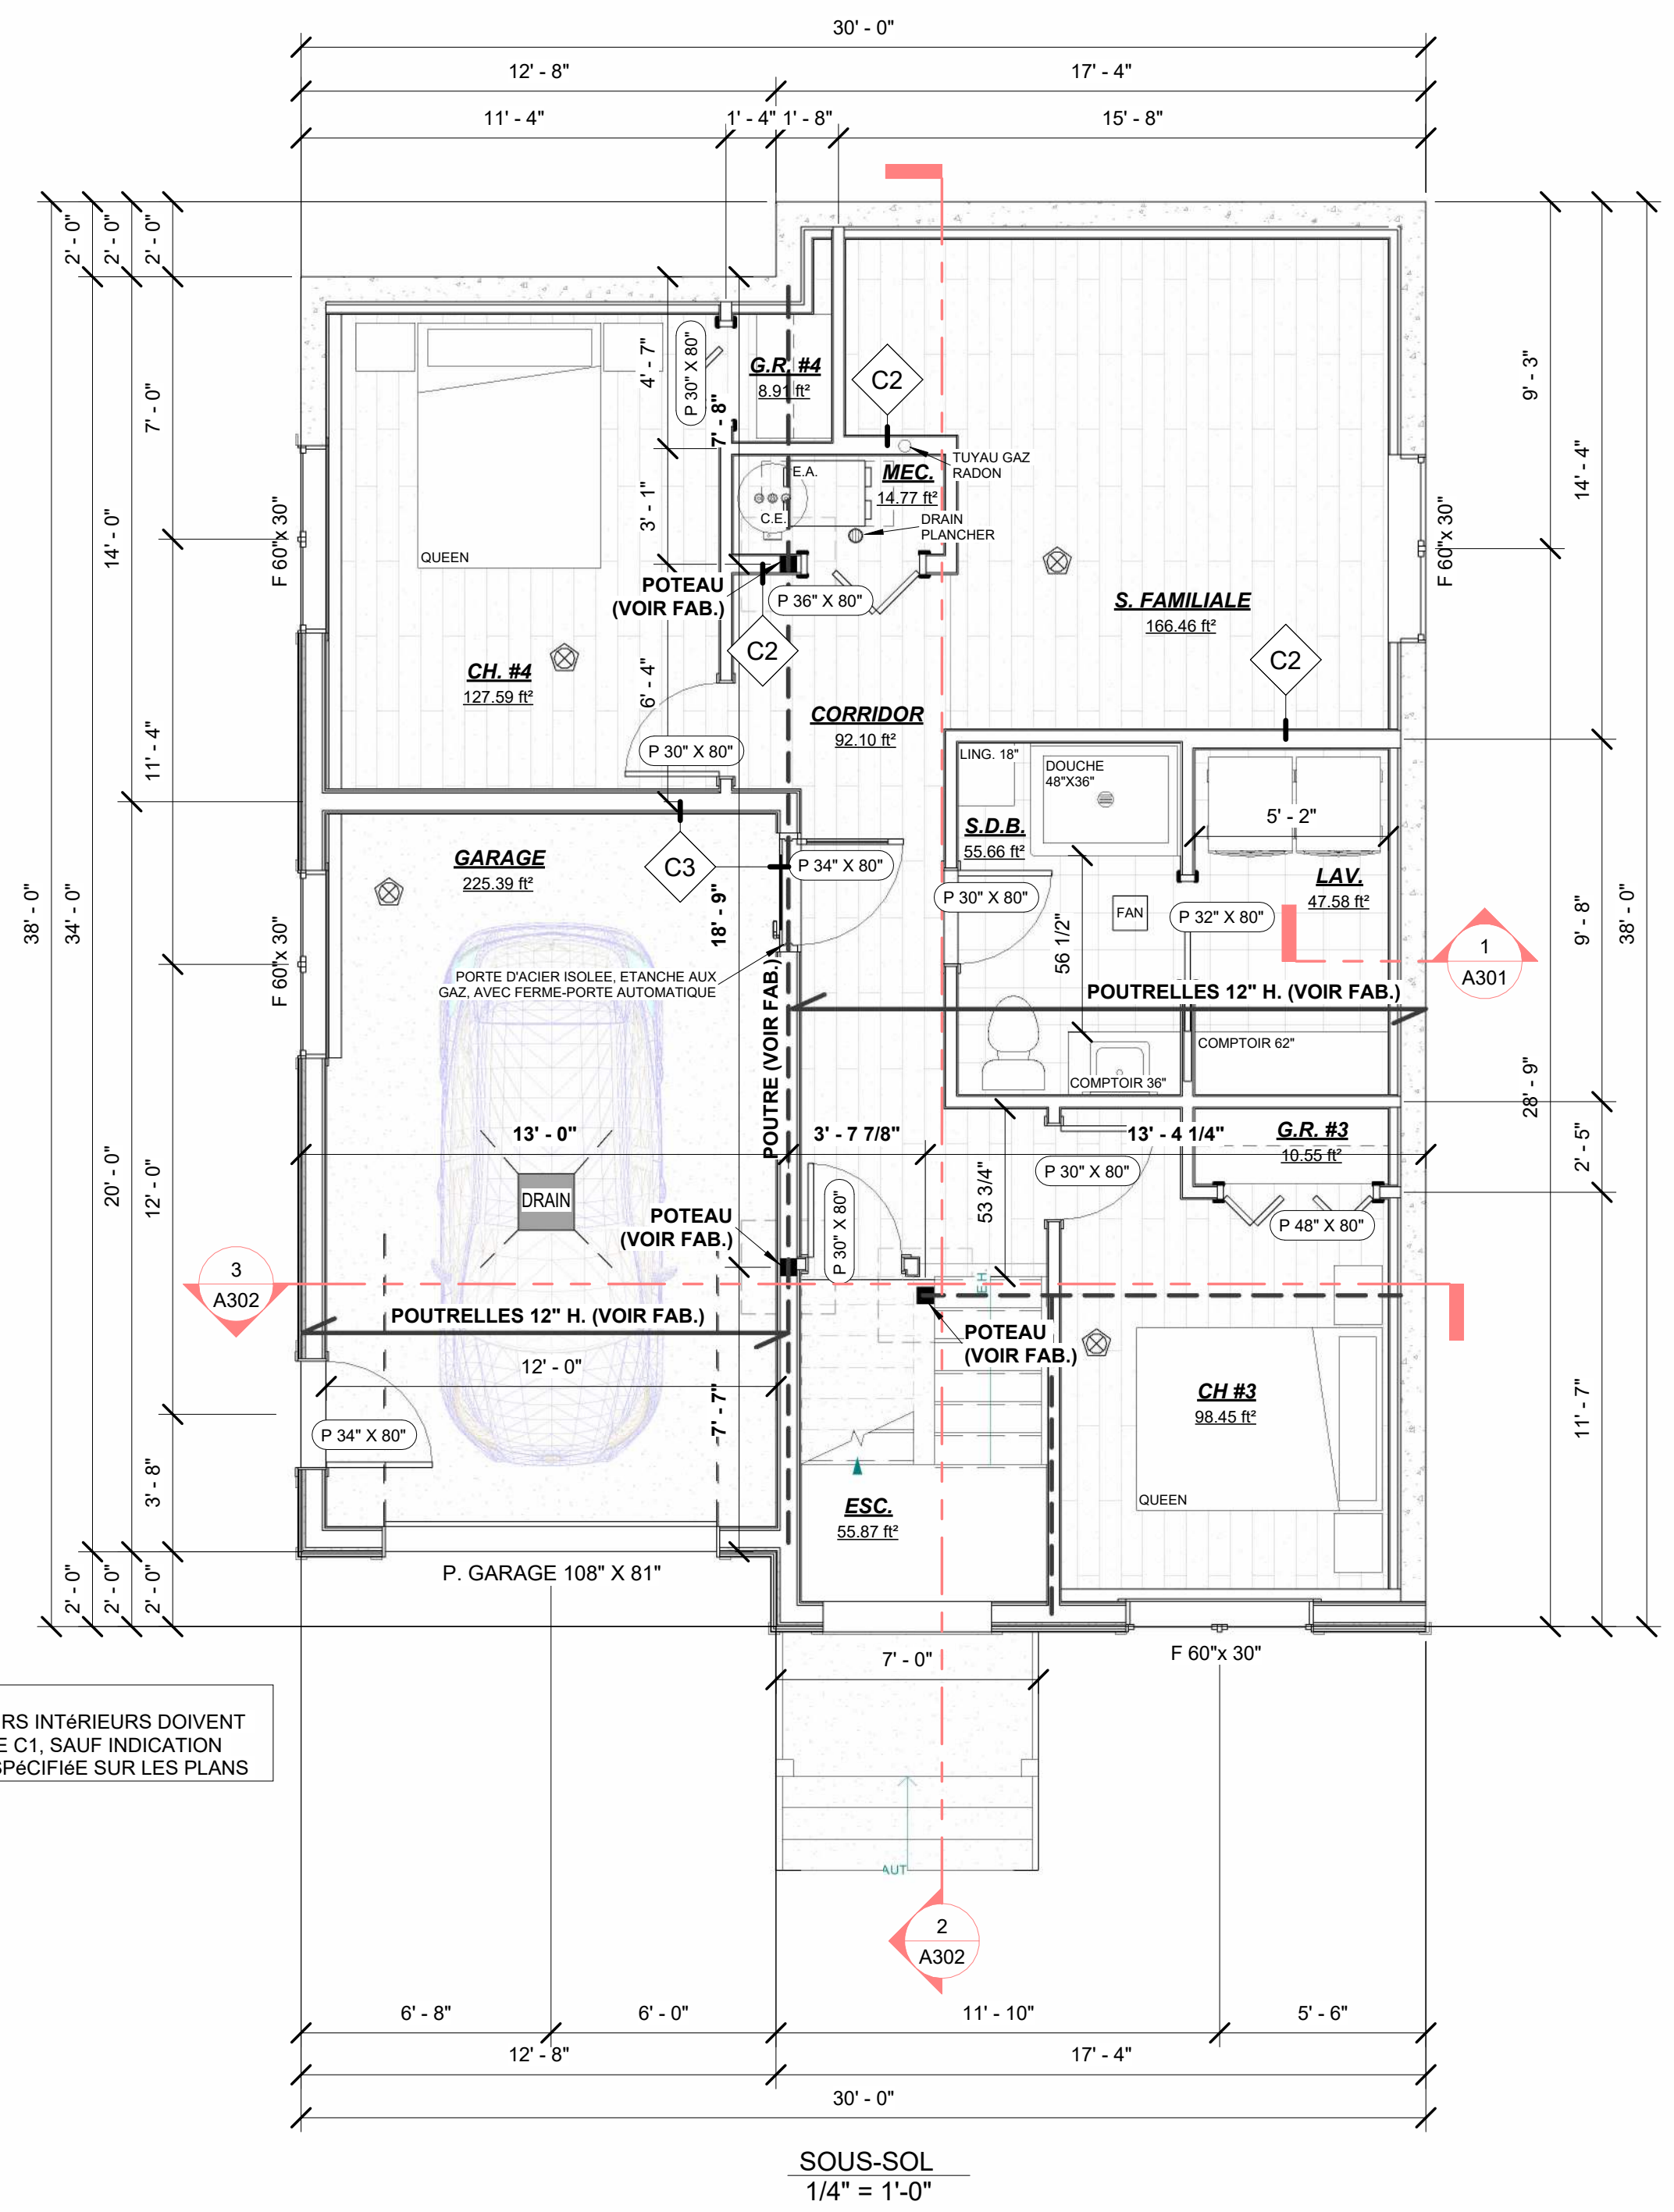 30' - 0"
12' - 8"
17' - 4"
11' - 4"
1' - 4"
1' - 8"
15' - 8"
2' - 0"
2' - 0"
2' - 0"
7' - 0"
14' - 0"
11' - 4"
38' - 0"
34' - 0"
20' - 0"
12' - 0"
3' - 8"
2' - 0"
2' - 0"
2' - 0"
F 60"x 30"
F 60"x 30"
4' - 7"
P 30" X 80"
7' - 8"
G.R. #4
8.91 ft²
C2
TUYAU GAZ
RADON
MEC.
14.77 ft²
E.A.
C.E.
DRAIN
PLANCHER
3' - 1"
QUEEN
POTEAU
(VOIR FAB.)
P 36" X 80"
C2
6' - 4"
CH. #4
127.59 ft²
P 30" X 80"
CORRIDOR
92.10 ft²
S. FAMILIALE
166.46 ft²
C2
F 60"x 30"
9' - 3"
14' - 4"
9' - 8"
38' - 0"
28' - 9"
2' - 5"
11' - 7"
LING. 18"
DOUCHE
48"X36"
S.D.B.
55.66 ft²
5' - 2"
LAV.
47.58 ft²
GARAGE
225.39 ft²
C3
P 34" X 80"
P 30" X 80"
FAN
P 32" X 80"
18' - 9"
56 1/2"
1
A301
PORTE D'ACIER ISOLEE, ETANCHE AUX
GAZ, AVEC FERME-PORTE AUTOMATIQUE
POUTRE (VOIR FAB.)
POUTRELLES 12" H. (VOIR FAB.)
COMPTOIR 62"
COMPTOIR 36"
13' - 0"
3' - 7 7/8"
13' - 4 1/4"
G.R. #3
10.55 ft²
P 30" X 80"
53 3/4"
P 30" X 80"
P 48" X 80"
DRAIN
POTEAU
(VOIR FAB.)
3
A302
POUTRELLES 12" H. (VOIR FAB.)
POTEAU
(VOIR FAB.)
12' - 0"
7' - 7"
P 34" X 80"
CH #3
98.45 ft²
QUEEN
ESC.
55.87 ft²
P. GARAGE 108" X 81"
7' - 0"
F 60"x 30"
RS INTéRIEURS DOIVENT
E C1, SAUF INDICATION
SPéCIFIéE SUR LES PLANS
AUT
2
A302
6' - 8"
6' - 0"
11' - 10"
5' - 6"
12' - 8"
17' - 4"
30' - 0"
SOUS-SOL
1/4" = 1'-0"